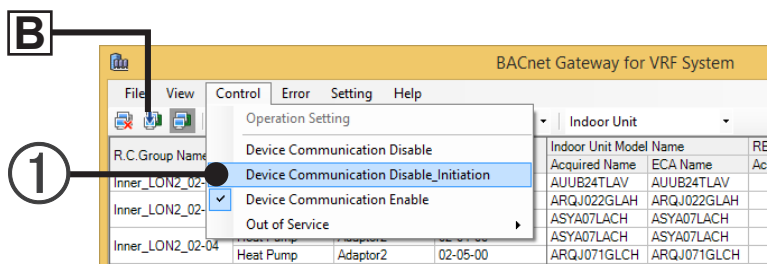 B
BACnet Gateway for VRF System
File View Control Error Setting Help
Operation Setting
Indoor Unit
Device Communication Disable
Indoor Unit Model Name
R.C.Group Name
Acquired Name ECA Name
1
Device Communication Disable_Initiation
Inner_LON2_02-
AUUB24TLAV AUUB24TLAV
Device Communication Enable
ARQJ022GLAH ARQJ022GLAH
Inner_LON2_02-
ASYA07LACH ASYA07LACH
Out of Service
ASYA07LACH ASYA07LACH
Inner_LON2_02-04
Heat Pump Adaptor2 02-05-00 ARQJ071GLCH ARQJ071GLCH